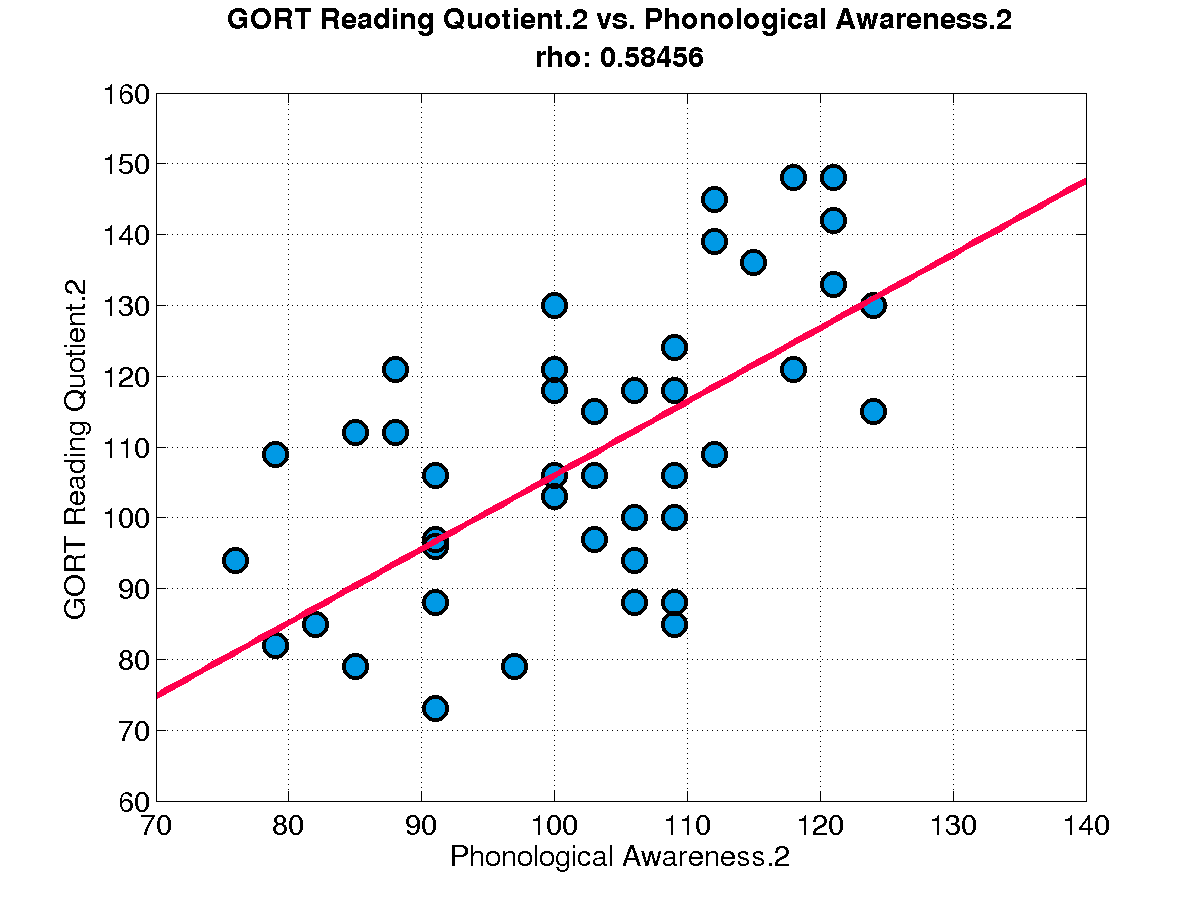 GORT Reading Quotient.2 vs. Phonological Awareness.2
rho: 0.58456
160
150
140
130
120
110
100
90
80
70
60
GORT Reading Quotient.2
70 80 90 100 110 120 130 140
Phonological Awareness.2